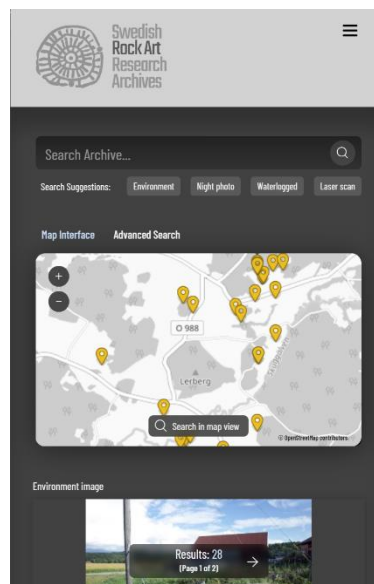 Swedish
Rock Art
Research
Archives
Search Archive...
Search Suggestions: Environment Night photo Waterlogged Laser scan
Map Interface Advanced Search
+
−
O 988
Lerberg
Search in map view
© OpenStreetMap contributors.
Environment image
Results: 28
(Page 1 of 2)